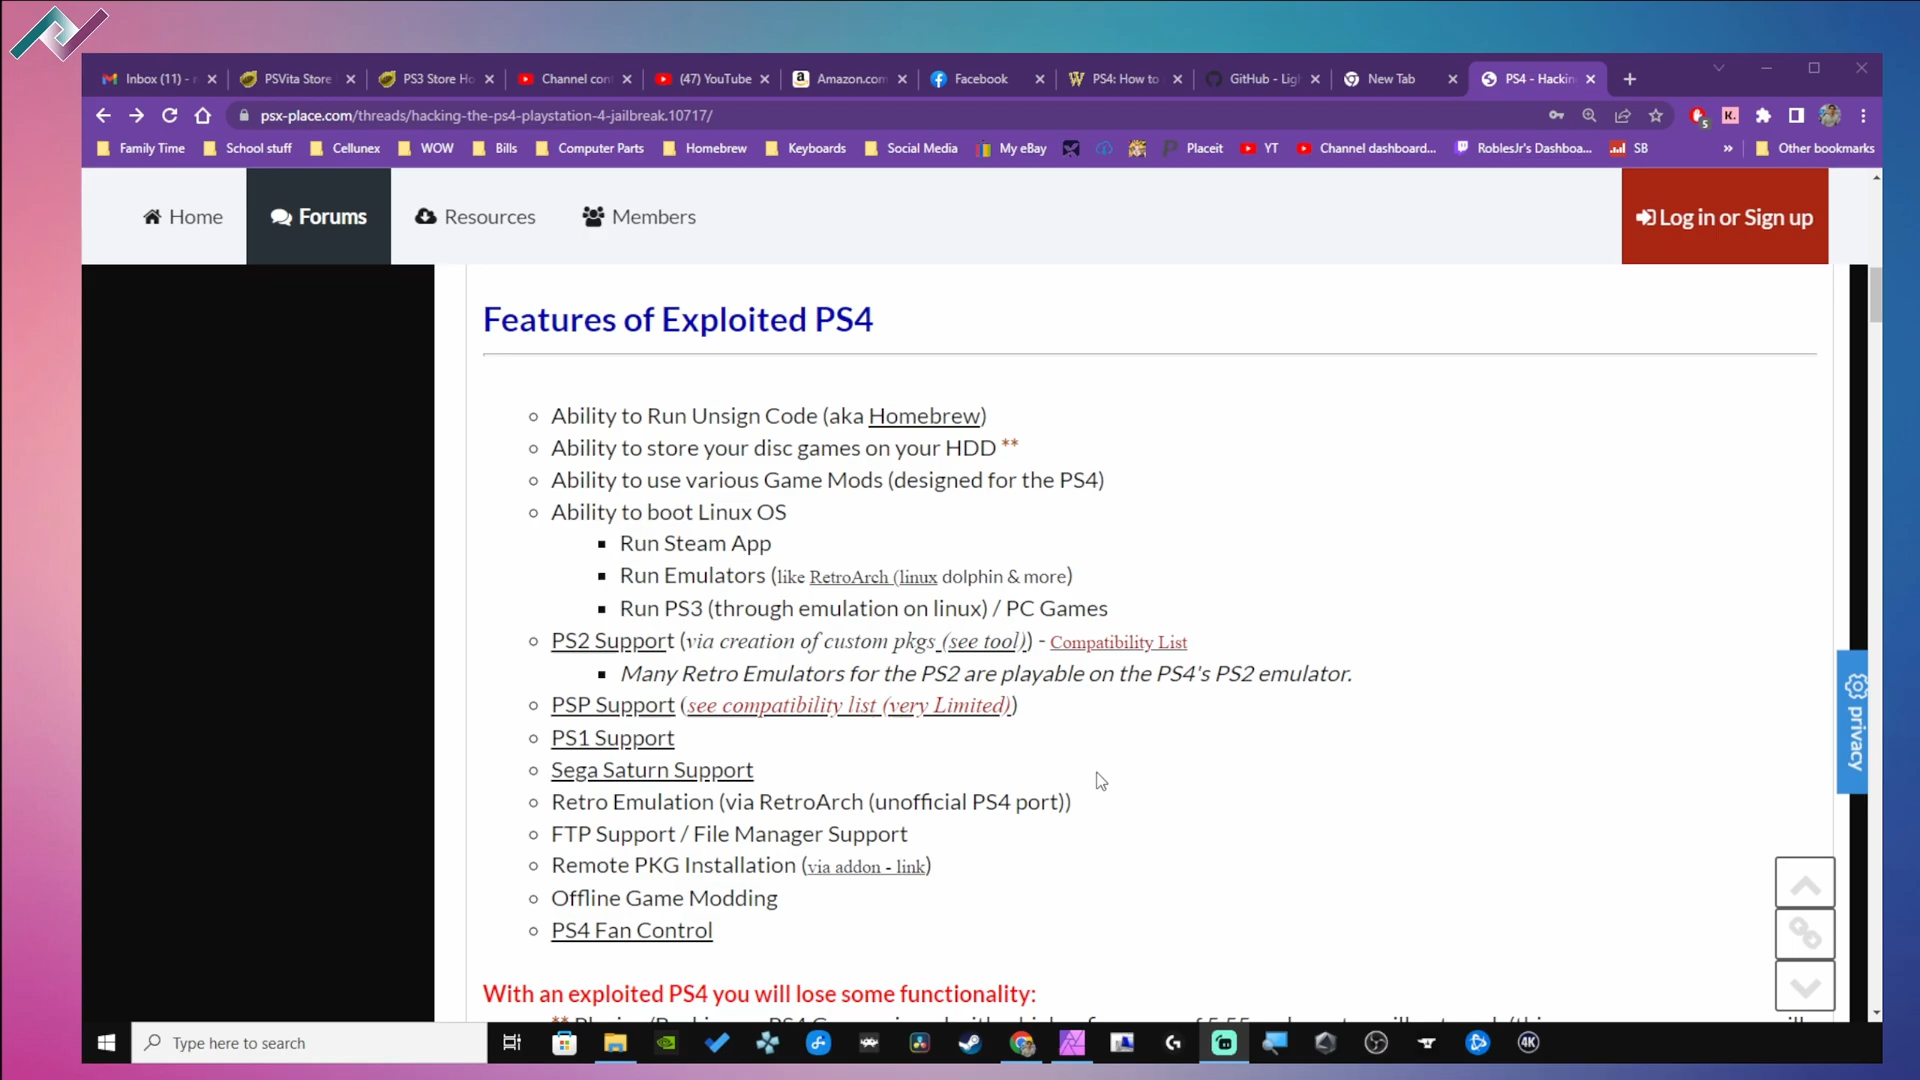 Inbox (11) - PSVita Store PS3 Store Ho Channel con (47) YouTube Amazon.com Facebook PS4: How to GitHub - Lig New Tab PS4 - Hackin
psx-place.com/threads/hacking-the-ps4-playstation-4-jailbreak.10717/
Family Time School stuff Cellunex WOW Bills Computer Parts Homebrew Keyboards Social Media My eBay Placeit YT Channel dashboard... RoblesJr's Dashboa... SB » Other bookmarks
Home Forums Resources Members Log in or Sign up
Features of Exploited PS4
Ability to Run Unsign Code (aka Homebrew)
Ability to store your disc games on your HDD **
Ability to use various Game Mods (designed for the PS4)
Ability to boot Linux OS
Run Steam App
Run Emulators (like RetroArch (linux dolphin & more)
Run PS3 (through emulation on linux) / PC Games
PS2 Support (via creation of custom pkgs (see tool)) - Compatibility List
Many Retro Emulators for the PS2 are playable on the PS4's PS2 emulator.
PSP Support (see compatibility list (very Limited))
PS1 Support
Sega Saturn Support
Retro Emulation (via RetroArch (unofficial PS4 port))
FTP Support / File Manager Support
Remote PKG Installation (via addon - link)
Offline Game Modding
PS4 Fan Control
privacy
With an exploited PS4 you will lose some functionality:
Type here to search
4K